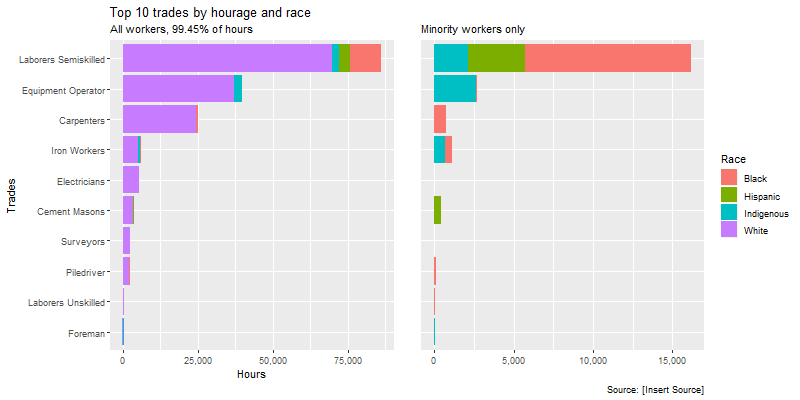 Top 10 trades by hourage and race
All workers, 99.45% of hours
Minority workers only
Trades
Laborers Semiskilled
Equipment Operator
Carpenters
Iron Workers
Electricians
Cement Masons
Surveyors
Piledriver
Laborers Unskilled
Foreman
0 25,000 50,000 75,000
Hours
0 5,000 10,000 15,000
Race
Black
Hispanic
Indigenous
White
Source: [Insert Source]